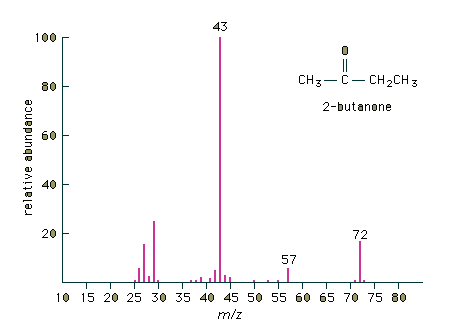 43
100
80
60
40
20
relative abundance
O
CH3 — C — CH2CH3
2-butanone
57
72
10 15 20 25 30 35 40 45 50 55 60 65 70 75 80
m/z